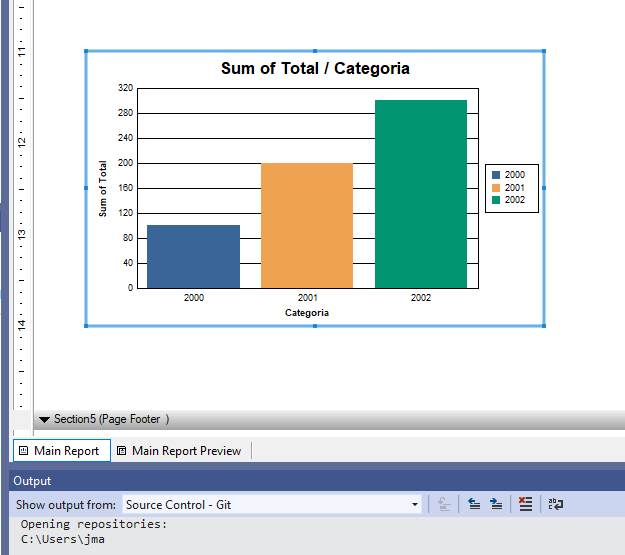 11
Sum of Total / Categoria
320
280
240
200
160
120
80
40
0
Sum of Total
2000
2001
2002
Categoria
2000
2001
2002
12
13
14
Section5 (Page Footer )
Main Report
Main Report Preview
Output
Show output from: Source Control - Git
Opening repositories:
C:\Users\jma